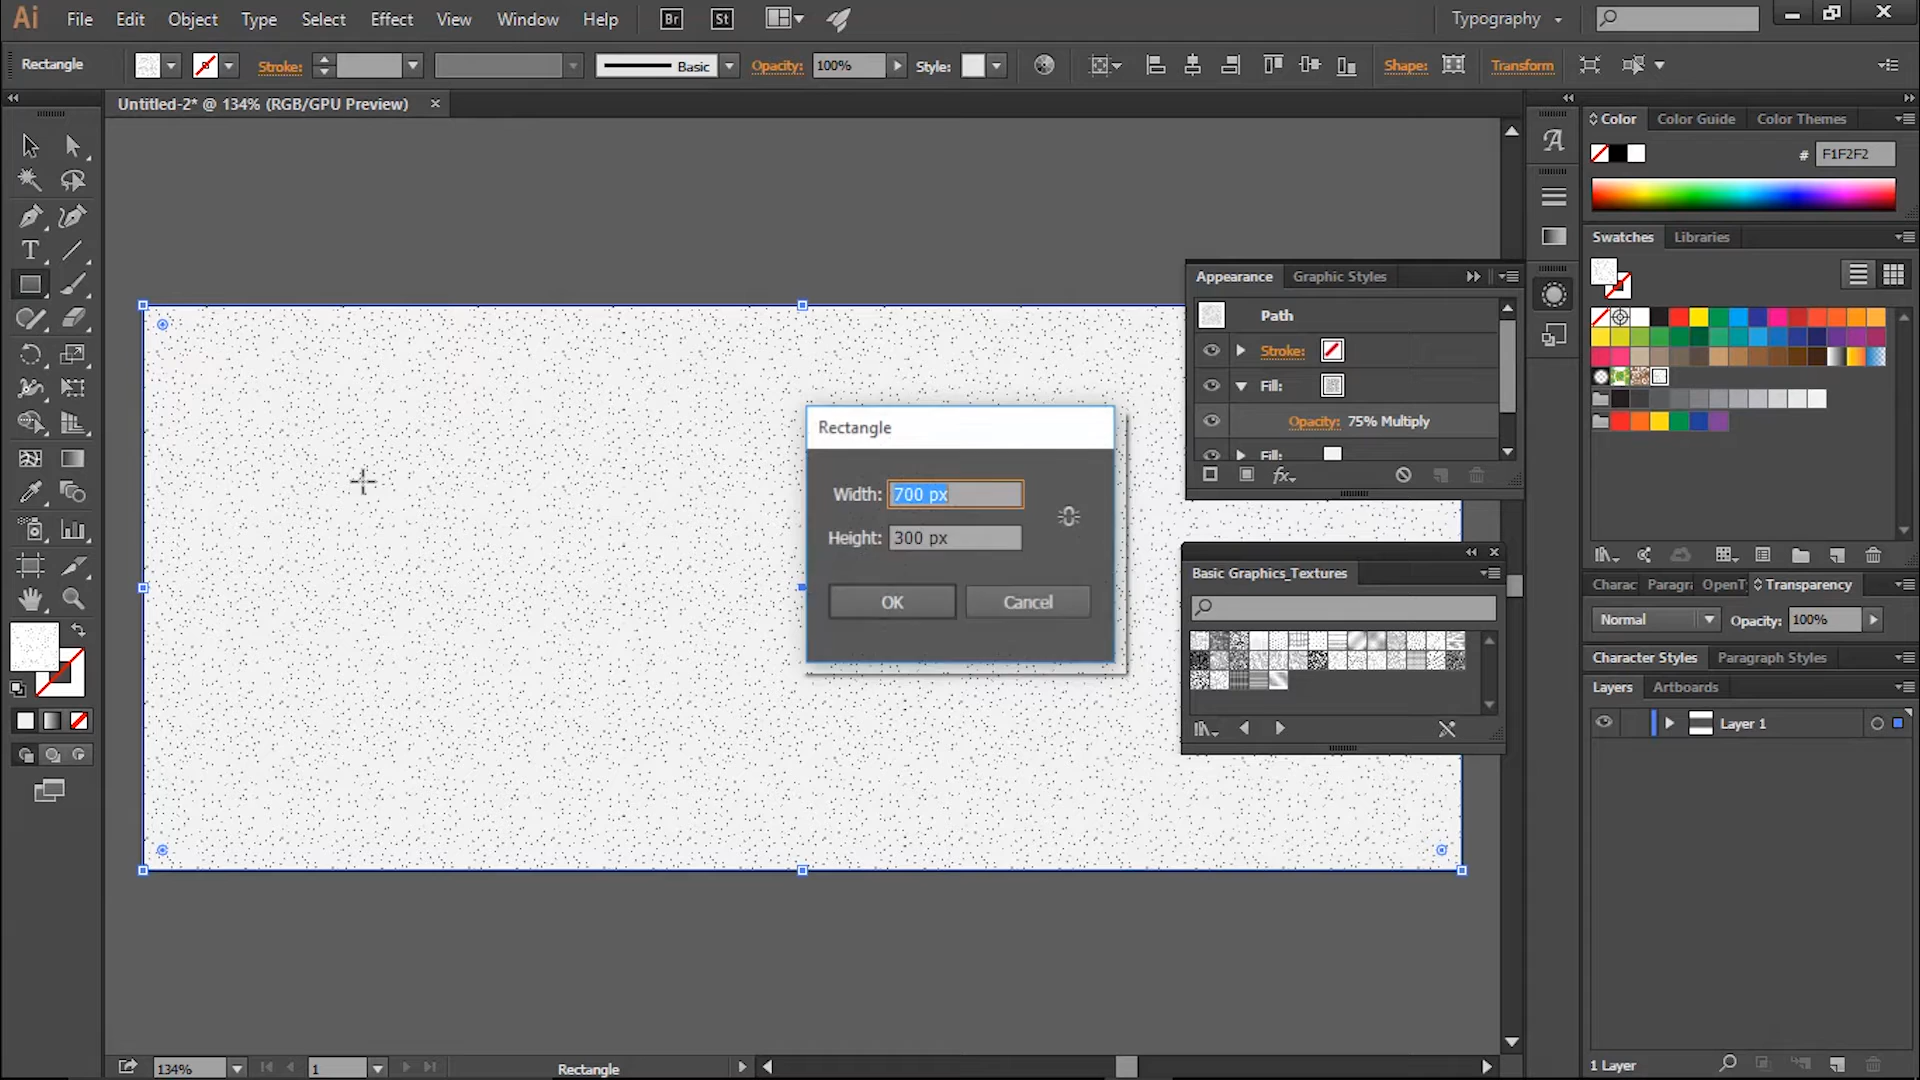 Ai File Edit Object Type Select Effect View Window Help Br St Typography
Rectangle Stroke: Basic Opacity: 100% Style: Shape: Transform
Untitled-2* @ 134% (RGB/GPU Preview)
Color Color Guide Color Themes
# F1F2F2
Swatches Libraries
Appearance Graphic Styles
Path
Stroke:
Fill:
Opacity: 75% Multiply
Fill:
Rectangle
Width: 700 px
Height: 300 px
OK Cancel
Basic Graphics_Textures
Charac Paragra OpenT Transparency
Normal Opacity: 100%
Character Styles Paragraph Styles
Layers Artboards
Layer 1
134% 1 Rectangle
1 Layer